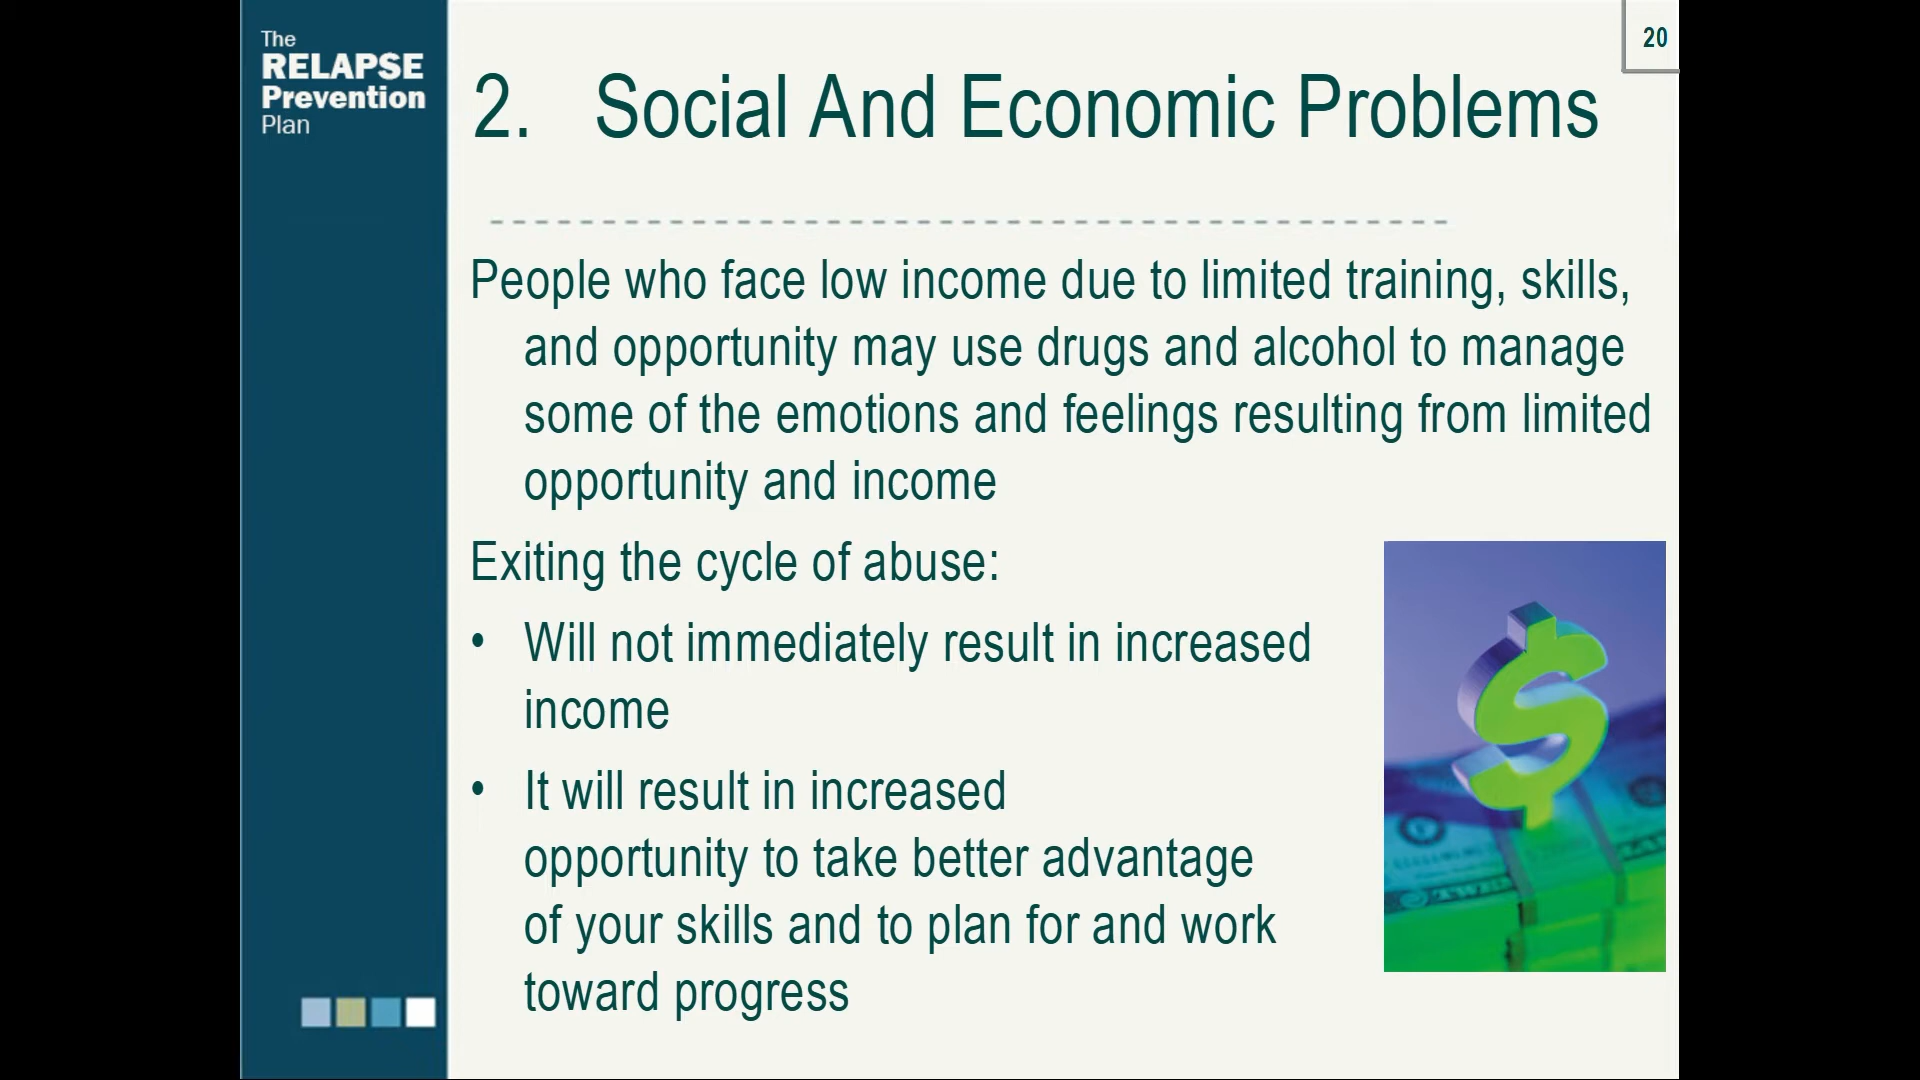 The
RELAPSE
Prevention
Plan
20
2. Social And Economic Problems
People who face low income due to limited training, skills,
and opportunity may use drugs and alcohol to manage
some of the emotions and feelings resulting from limited
opportunity and income
Exiting the cycle of abuse:
• Will not immediately result in increased
income
• It will result in increased
opportunity to take better advantage
of your skills and to plan for and work
toward progress
$